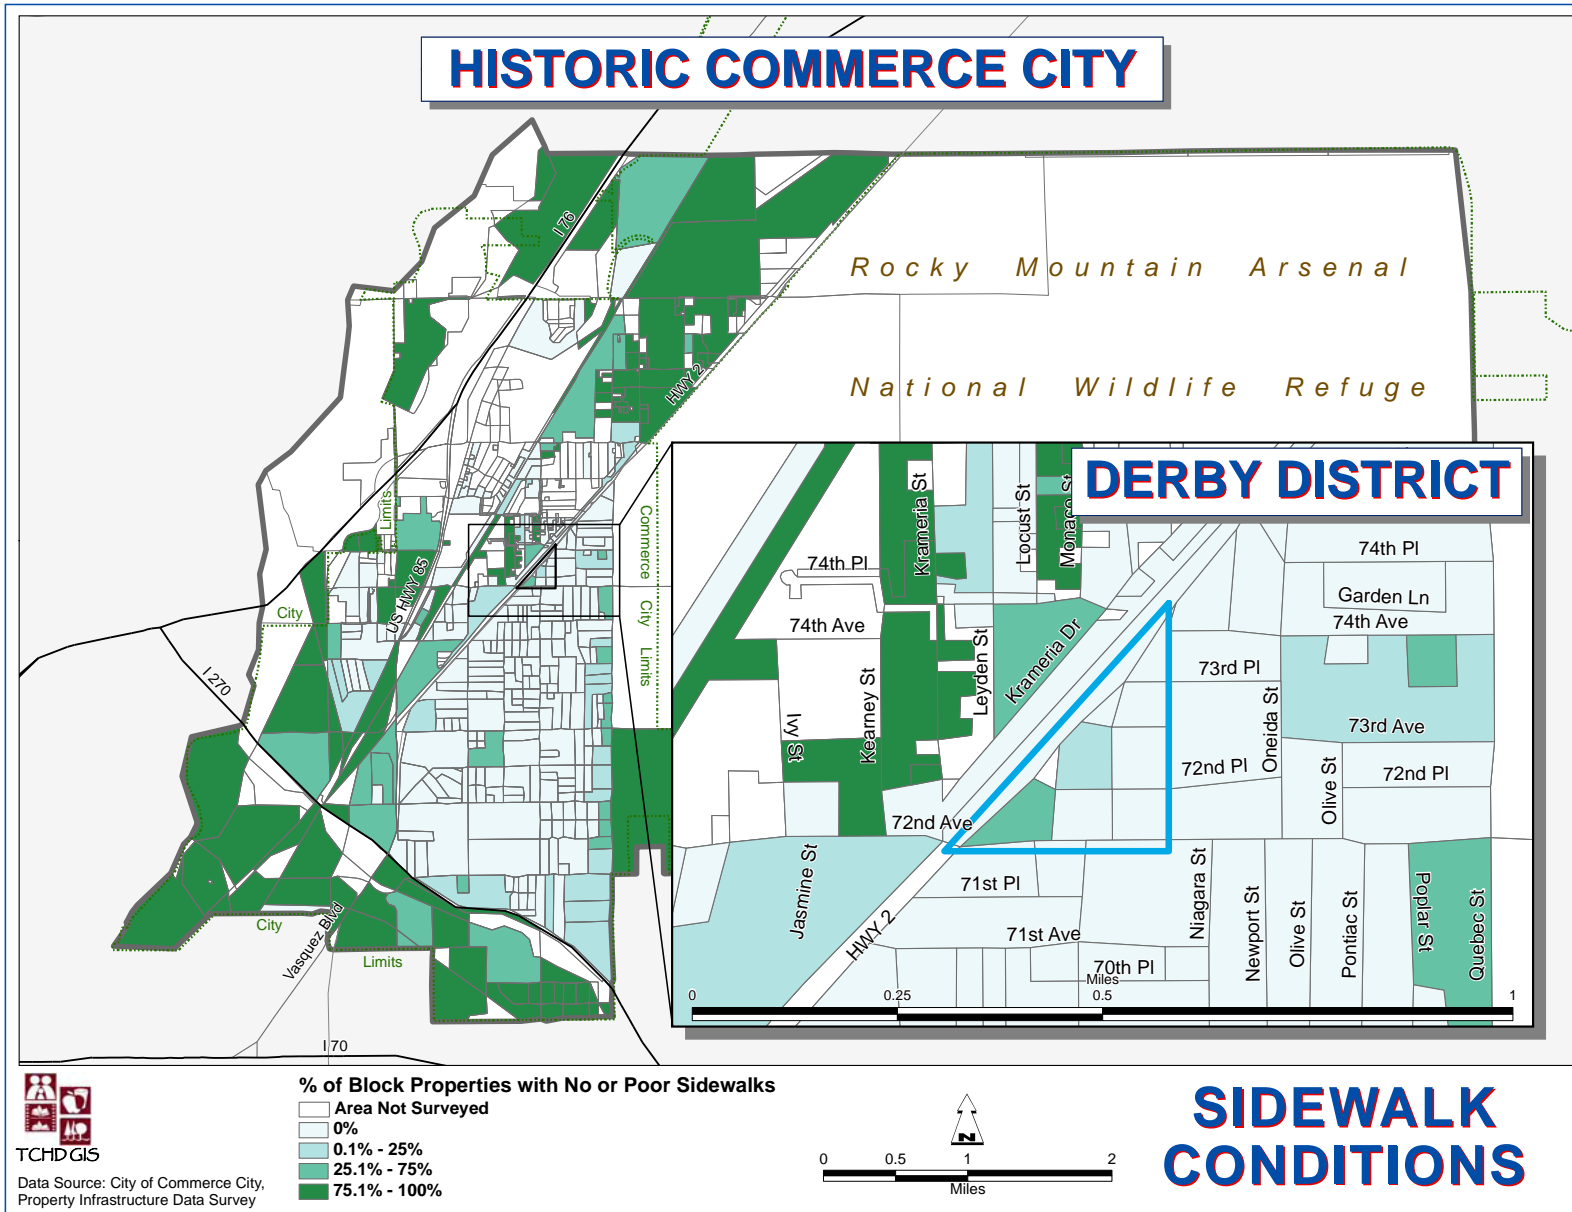 HISTORIC COMMERCE CITY
I 76
Rocky Mountain Arsenal
HWY 2
National Wildlife Refuge
DERBY DISTRICT
Limits
Commerce City Limits
US HWY 85
City
I 270
Krameria St
Locust St
Monaco St
74th Pl
74th Pl
Garden Ln
74th Ave
74th Ave
Leyden St
Krameria Dr
73rd Pl
Kearney St
Ivy St
Oneida St
73rd Ave
72nd Pl
72nd Pl
Olive St
72nd Ave
Jasmine St
71st Pl
Niagara St
Newport St
Olive St
Pontiac St
Poplar St
Quebec St
HWY 2
71st Ave
70th Pl
Miles
0 0.25 0.5 1
City
Vasquez Blvd
Limits
I 70
TCHD GIS
Data Source: City of Commerce City,
Property Infrastructure Data Survey
% of Block Properties with No or Poor Sidewalks
Area Not Surveyed
0%
0.1% - 25%
25.1% - 75%
75.1% - 100%
N
0 0.5 1 2
Miles
SIDEWALK
CONDITIONS